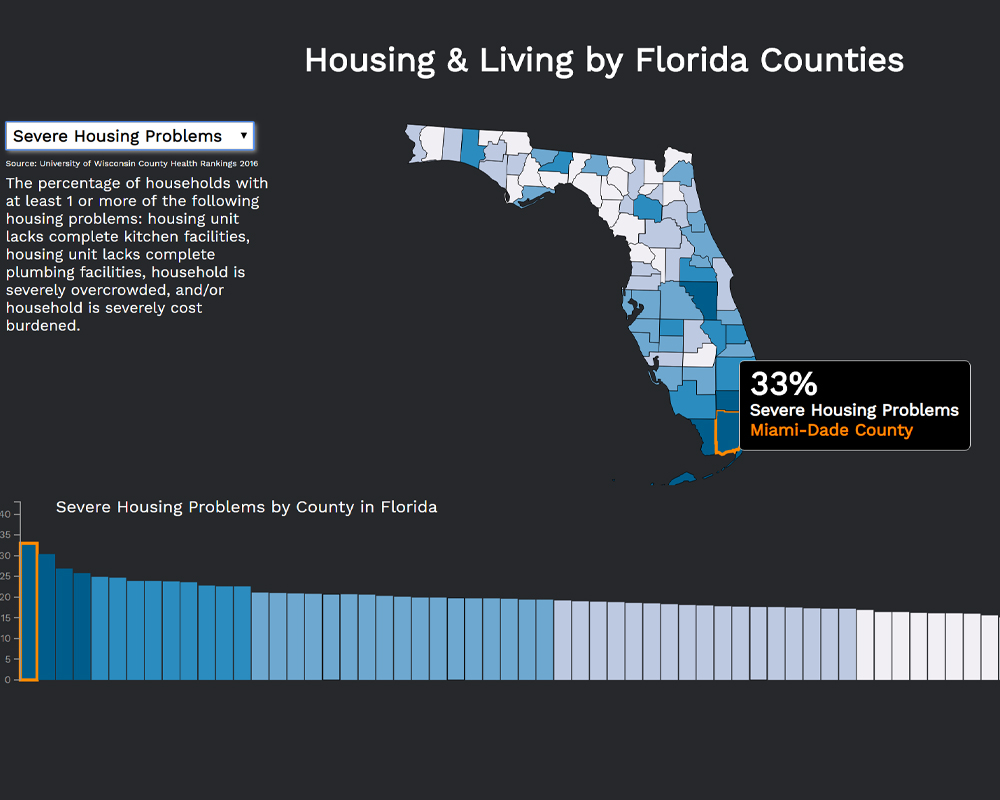 Housing & Living by Florida Counties
Severe Housing Problems
Source: University of Wisconsin County Health Rankings 2016
The percentage of households with
at least 1 or more of the following
housing problems: housing unit
lacks complete kitchen facilities,
housing unit lacks complete
plumbing facilities, household is
severely overcrowded, and/or
household is severely cost
burdened.
33%
Severe Housing Problems
Miami-Dade County
Severe Housing Problems by County in Florida
40
35
30
25
20
15
10
5
0